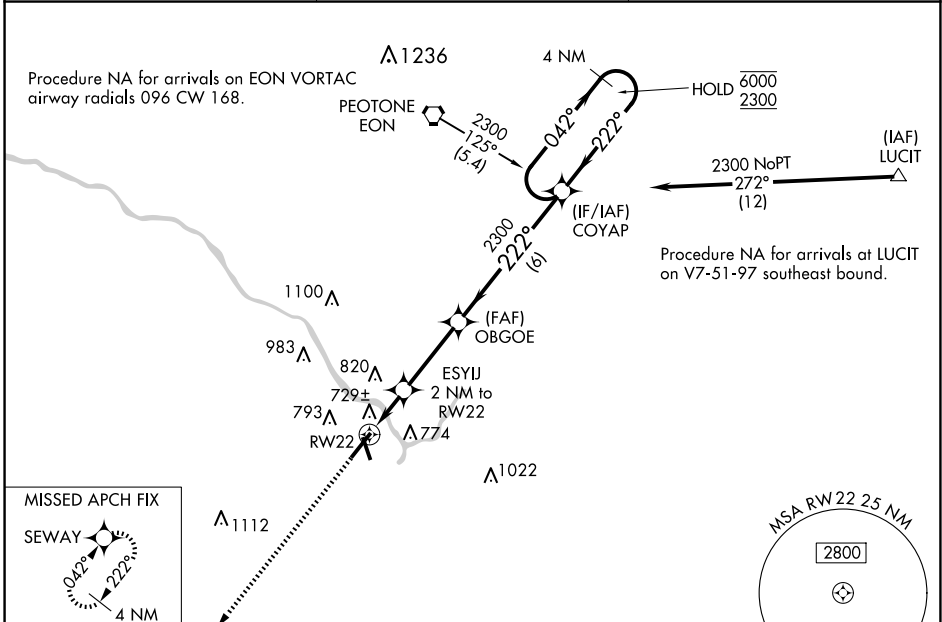 Procedure NA for arrivals on EON VORTAC
airway radials 096 CW 168.
1236
4 NM
HOLD 6000
2300
PEOTONE
EON
2300
125°
(5.4)
042°
222°
(IAF)
LUCIT
2300 NoPT
272°
(12)
(IF/IAF)
COYAP
Procedure NA for arrivals at LUCIT
on V7-51-97 southeast bound.
2300
222°
(6)
1100
(FAF)
OBGOE
983
820
ESYIJ
2 NM to
RW22
729±
793
RW22
774
1022
1112
MISSED APCH FIX
SEWAY
042°
222°
4 NM
MSA RW22 25 NM
2800